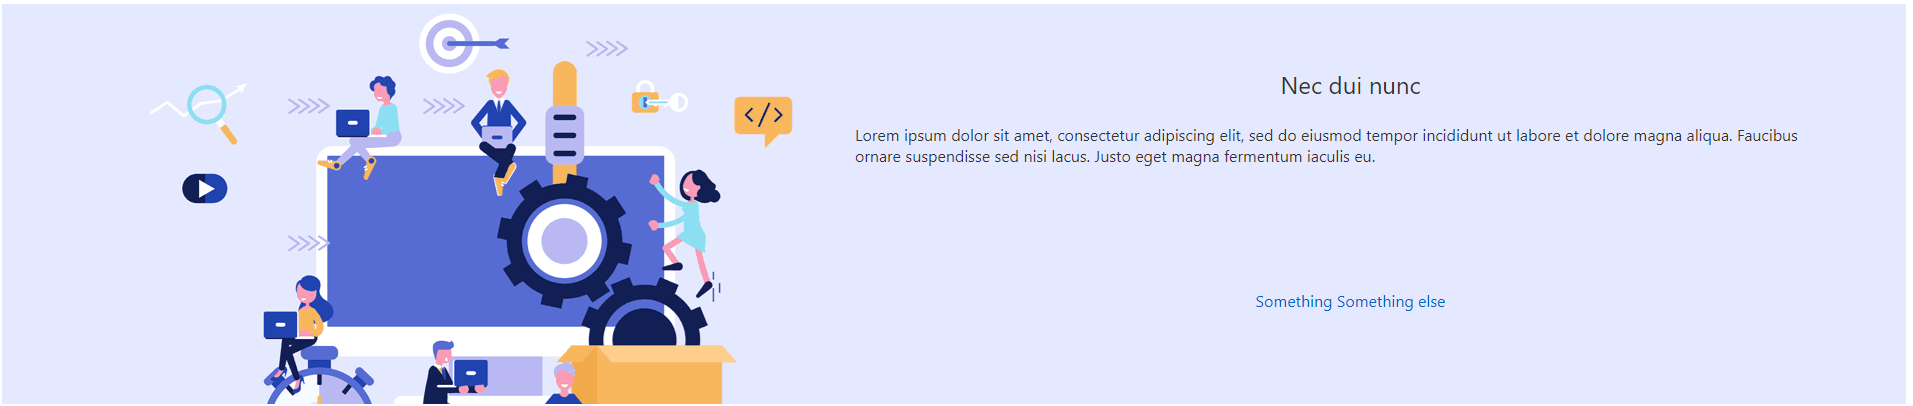 </>
Nec dui nunc
Lorem ipsum dolor sit amet, consectetur adipiscing elit, sed do eiusmod tempor incididunt ut labore et dolore magna aliqua. Faucibus
ornare suspendisse sed nisi lacus. Justo eget magna fermentum iaculis eu.
Something Something else